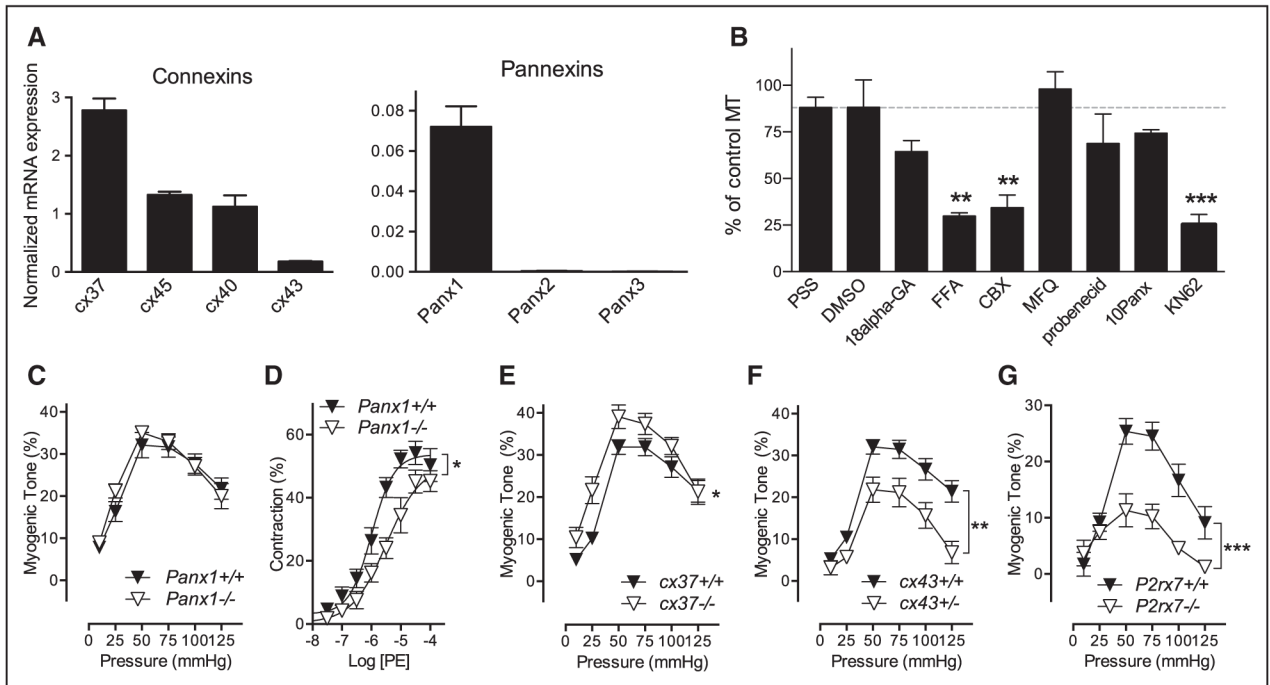 A
Connexins
Normalized mRNA expression
3
2
1
0
cx37
cx45
cx40
cx43
Pannexins
0.08
0.06
0.04
0.02
0.00
Panx1
Panx2
Panx3
B
% of control MT
100
75
50
25
0
**
**
***
PSS
DMSO
18alpha-GA
FFA
CBX
MFQ
probenecid
10Panx
KN62
C
Myogenic Tone (%)
40
30
20
10
0
Panx1+/+
Panx1-/-
0 25 50 75 100 125
Pressure (mmHg)
D
Panx1+/+
Panx1-/-
Contraction (%)
60
40
20
0
*
-8 -7 -6 -5 -4
Log [PE]
E
Myogenic Tone (%)
40
30
20
10
0
*
cx37+/+
cx37-/-
0 25 50 75 100 125
Pressure (mmHg)
F
Myogenic Tone (%)
40
30
20
10
0
**
cx43+/+
cx43+/-
0 25 50 75 100 125
Pressure (mmHg)
G
Myogenic Tone (%)
30
20
10
0
***
P2rx7+/+
P2rx7-/-
0 25 50 75 100 125
Pressure (mmHg)